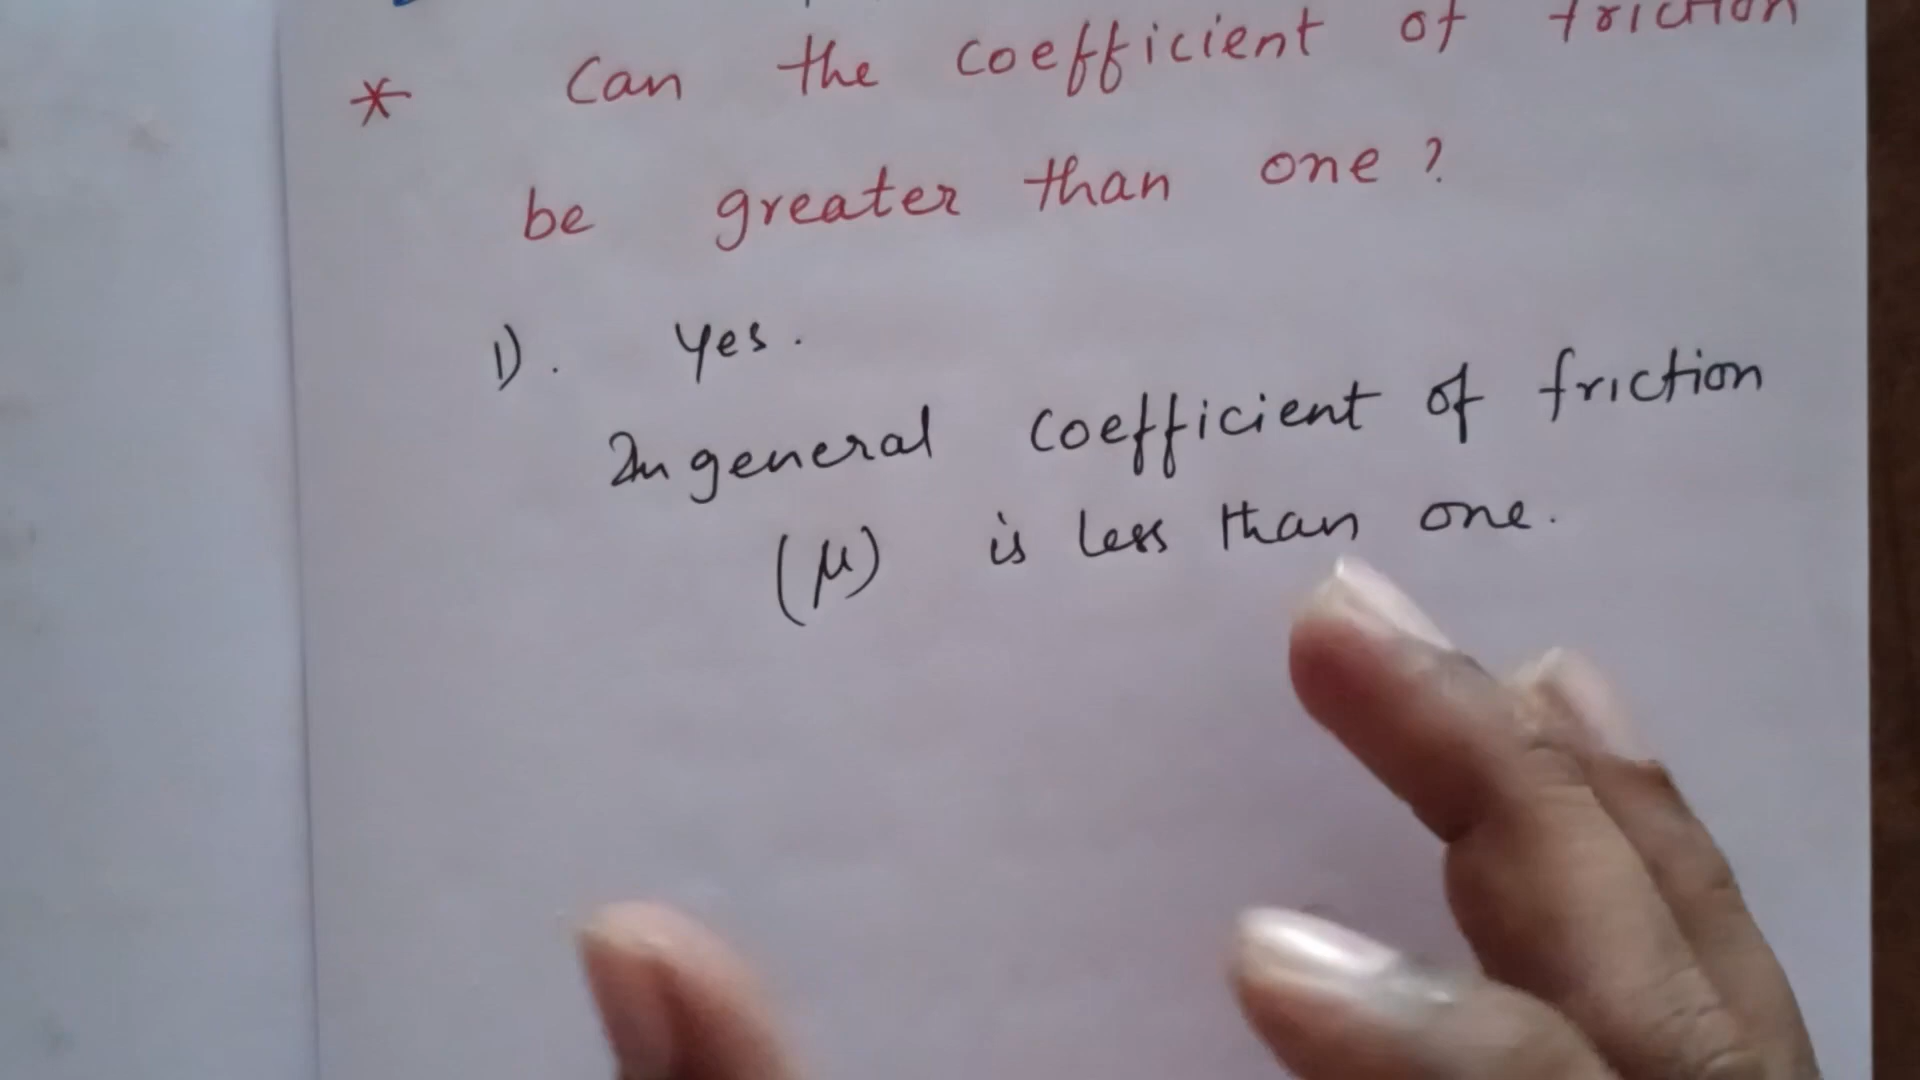 * Can the coefficient of friction
be greater than one?
1). Yes.
In general coefficient of friction
(μ) is less than one.